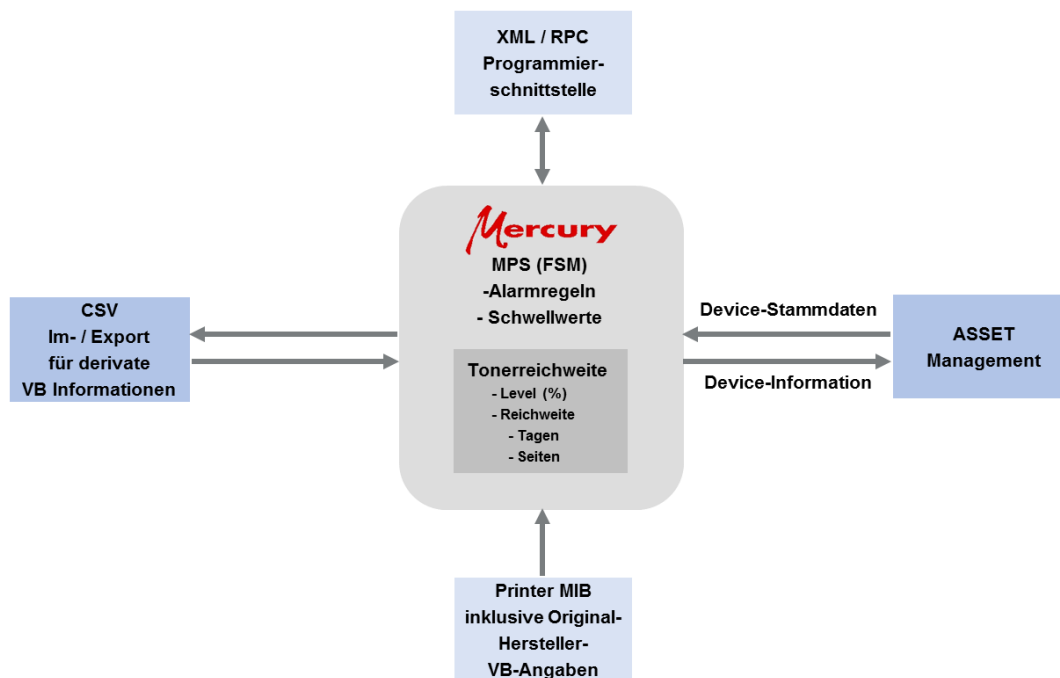 XML / RPC
Programmier-
schnittstelle
Mercury
MPS (FSM)
-Alarmregeln
- Schwellwerte
Tonerreichweite
- Level (%)
- Reichweite
- Tagen
- Seiten
CSV
Im- / Export
für derivate
VB Informationen
Device-Stammdaten
Device-Information
ASSET
Management
Printer MIB
inklusive Original-
Hersteller-
VB-Angaben